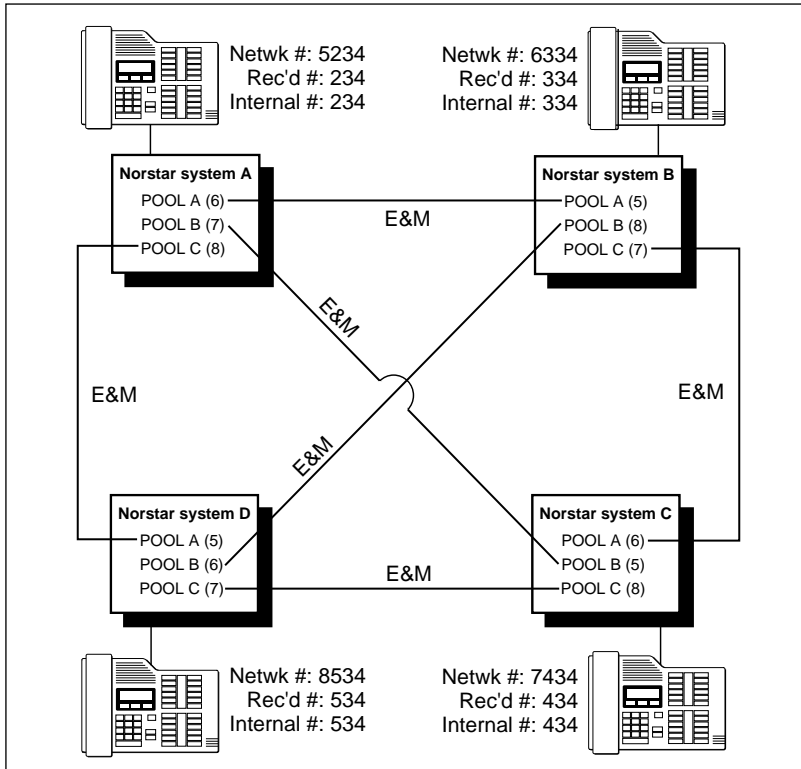 Netwk #: 5234
Rec'd #: 234
Internal #: 234
Netwk #: 6334
Rec'd #: 334
Internal #: 334
Norstar system A
POOL A (6)
POOL B (7)
POOL C (8)
Norstar system B
POOL A (5)
POOL B (8)
POOL C (7)
E&M
E&M
E&M
E&M
E&M
Norstar system D
POOL A (5)
POOL B (6)
POOL C (7)
Norstar system C
POOL A (6)
POOL B (5)
POOL C (8)
E&M
Netwk #: 8534
Rec'd #: 534
Internal #: 534
Netwk #: 7434
Rec'd #: 434
Internal #: 434